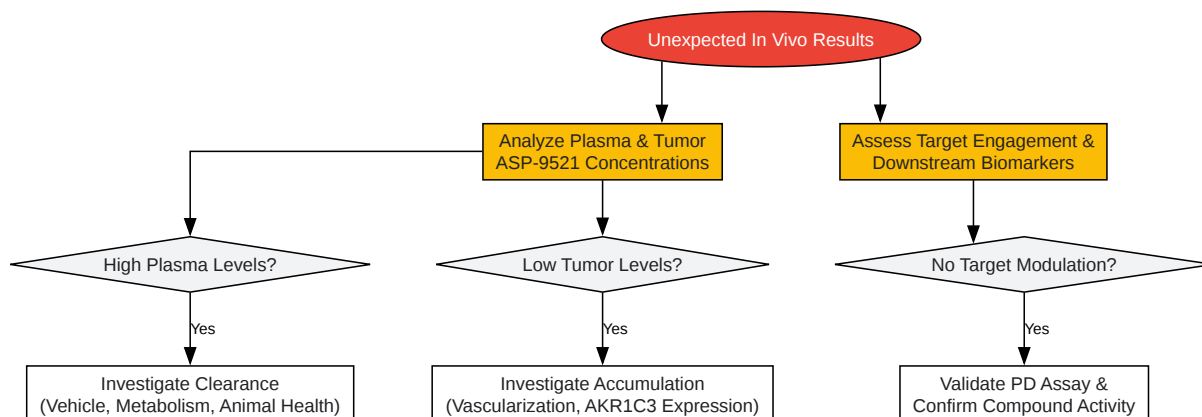 Unexpected In Vivo Results
Analyze Plasma & Tumor
ASP-9521 Concentrations
Assess Target Engagement &
Downstream Biomarkers
High Plasma Levels?
Low Tumor Levels?
No Target Modulation?
Yes
Yes
Yes
Investigate Clearance
(Vehicle, Metabolism, Animal Health)
Investigate Accumulation
(Vascularization, AKR1C3 Expression)
Validate PD Assay &
Confirm Compound Activity